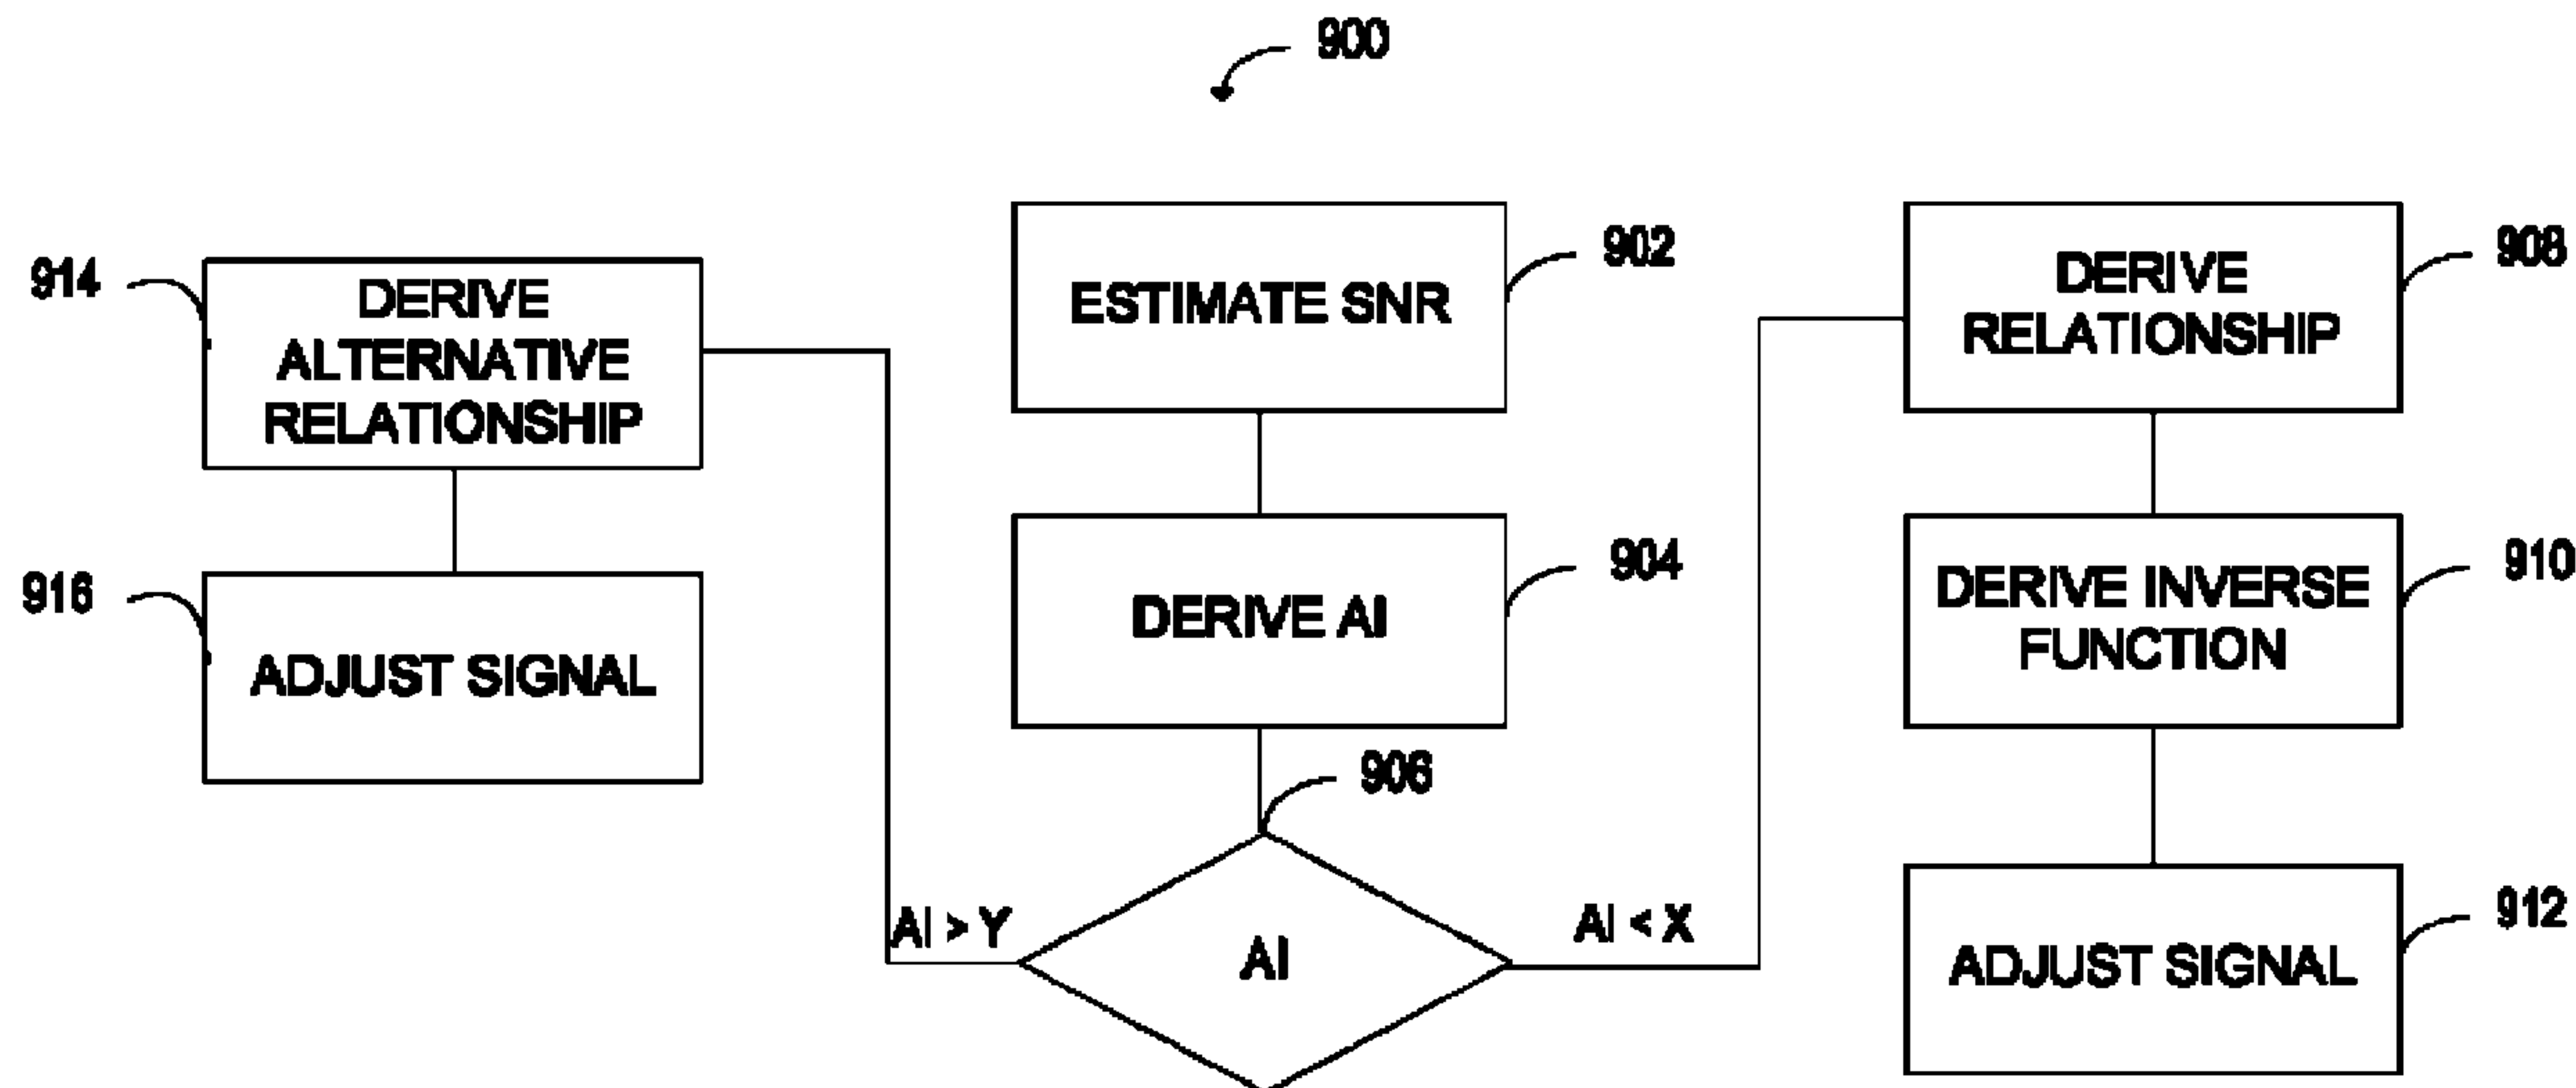 900
914
DERIVE
ALTERNATIVE
RELATIONSHIP
916
ADJUST SIGNAL
ESTIMATE SNR
902
DERIVE AI
904
906
AI > Y
AI
AI < X
DERIVE
RELATIONSHIP
908
DERIVE INVERSE
FUNCTION
910
ADJUST SIGNAL
912